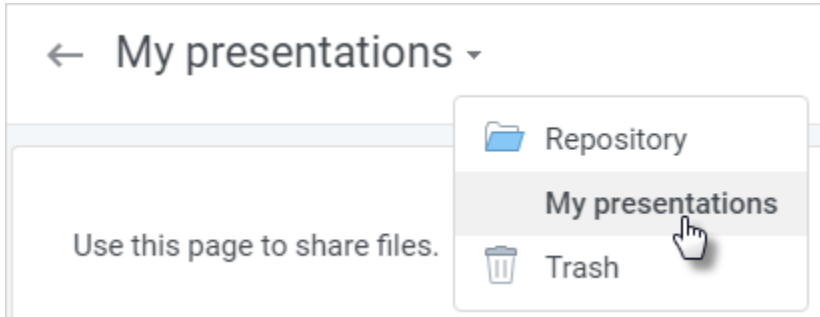 My presentations
Repository
My presentations
Use this page to share files.
Trash